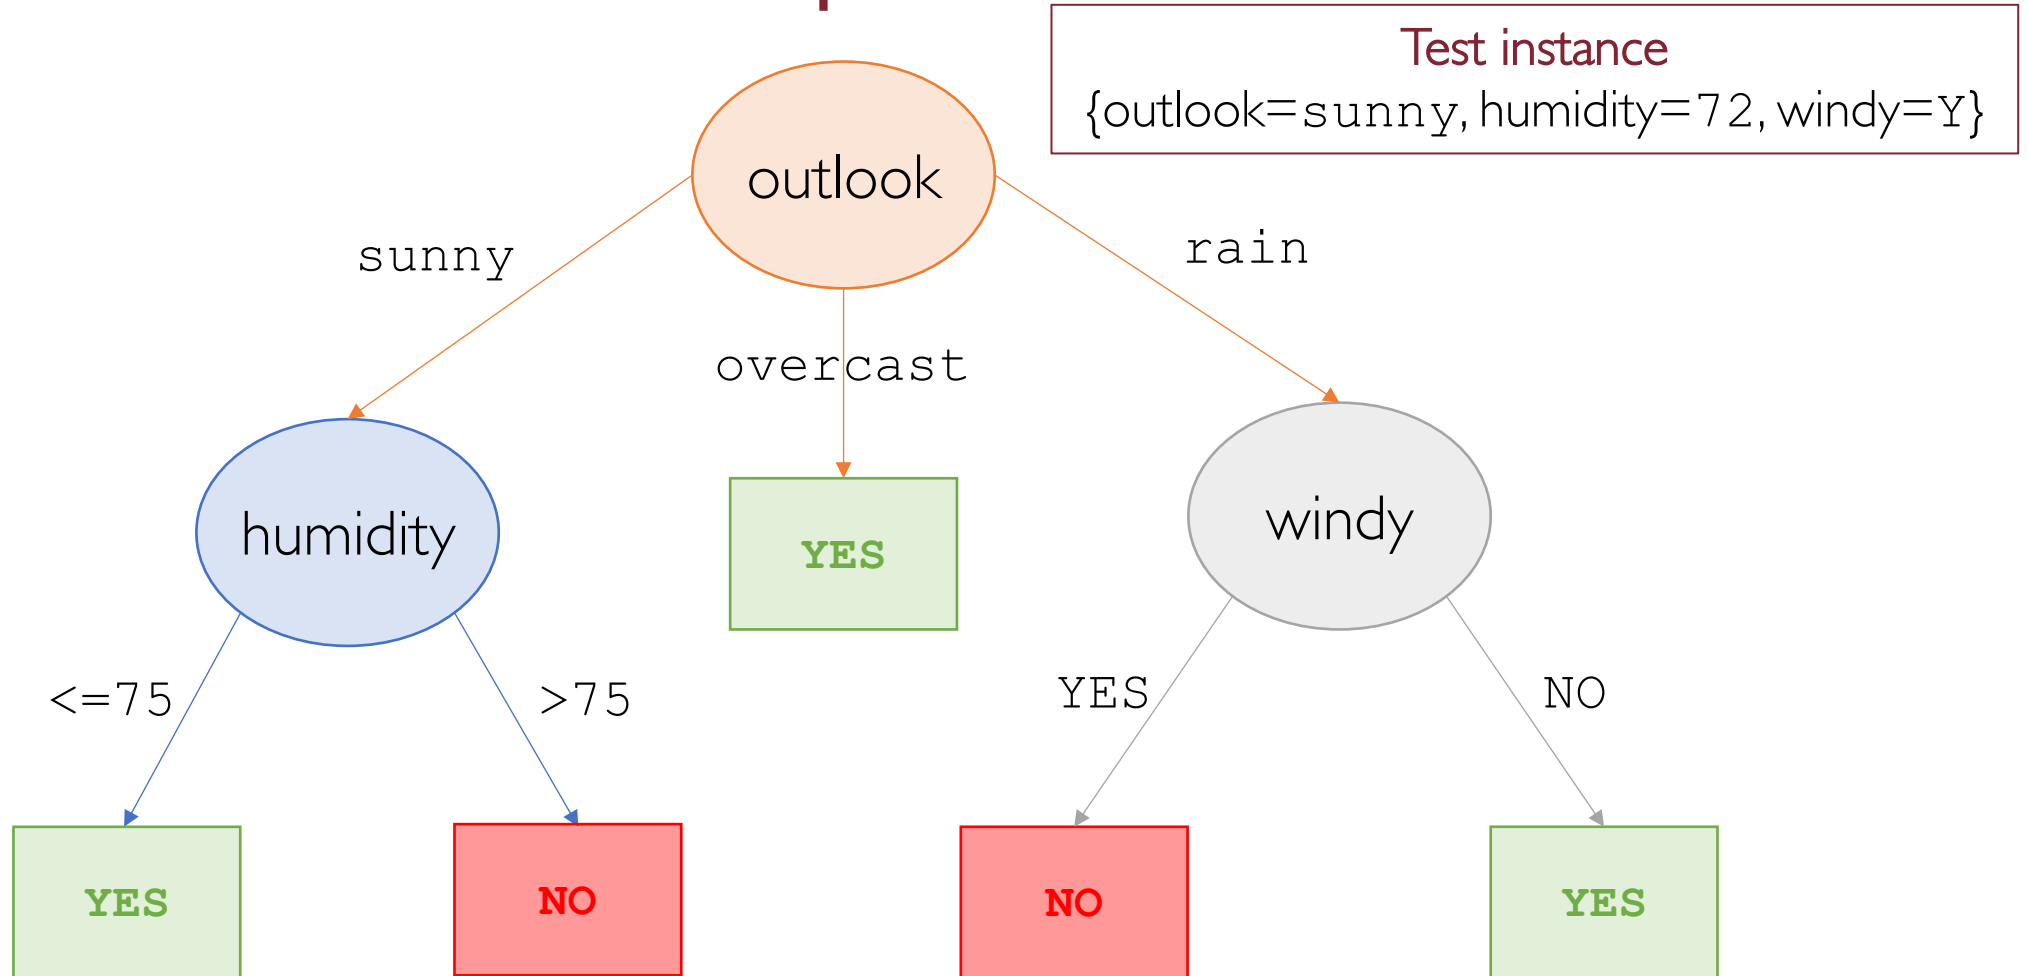 Test instance
{outlook=sunny, humidity=72, windy=Y}
outlook
sunny
rain
overcast
humidity
YES
windy
<=75
>75
YES
NO
YES
NO
NO
YES